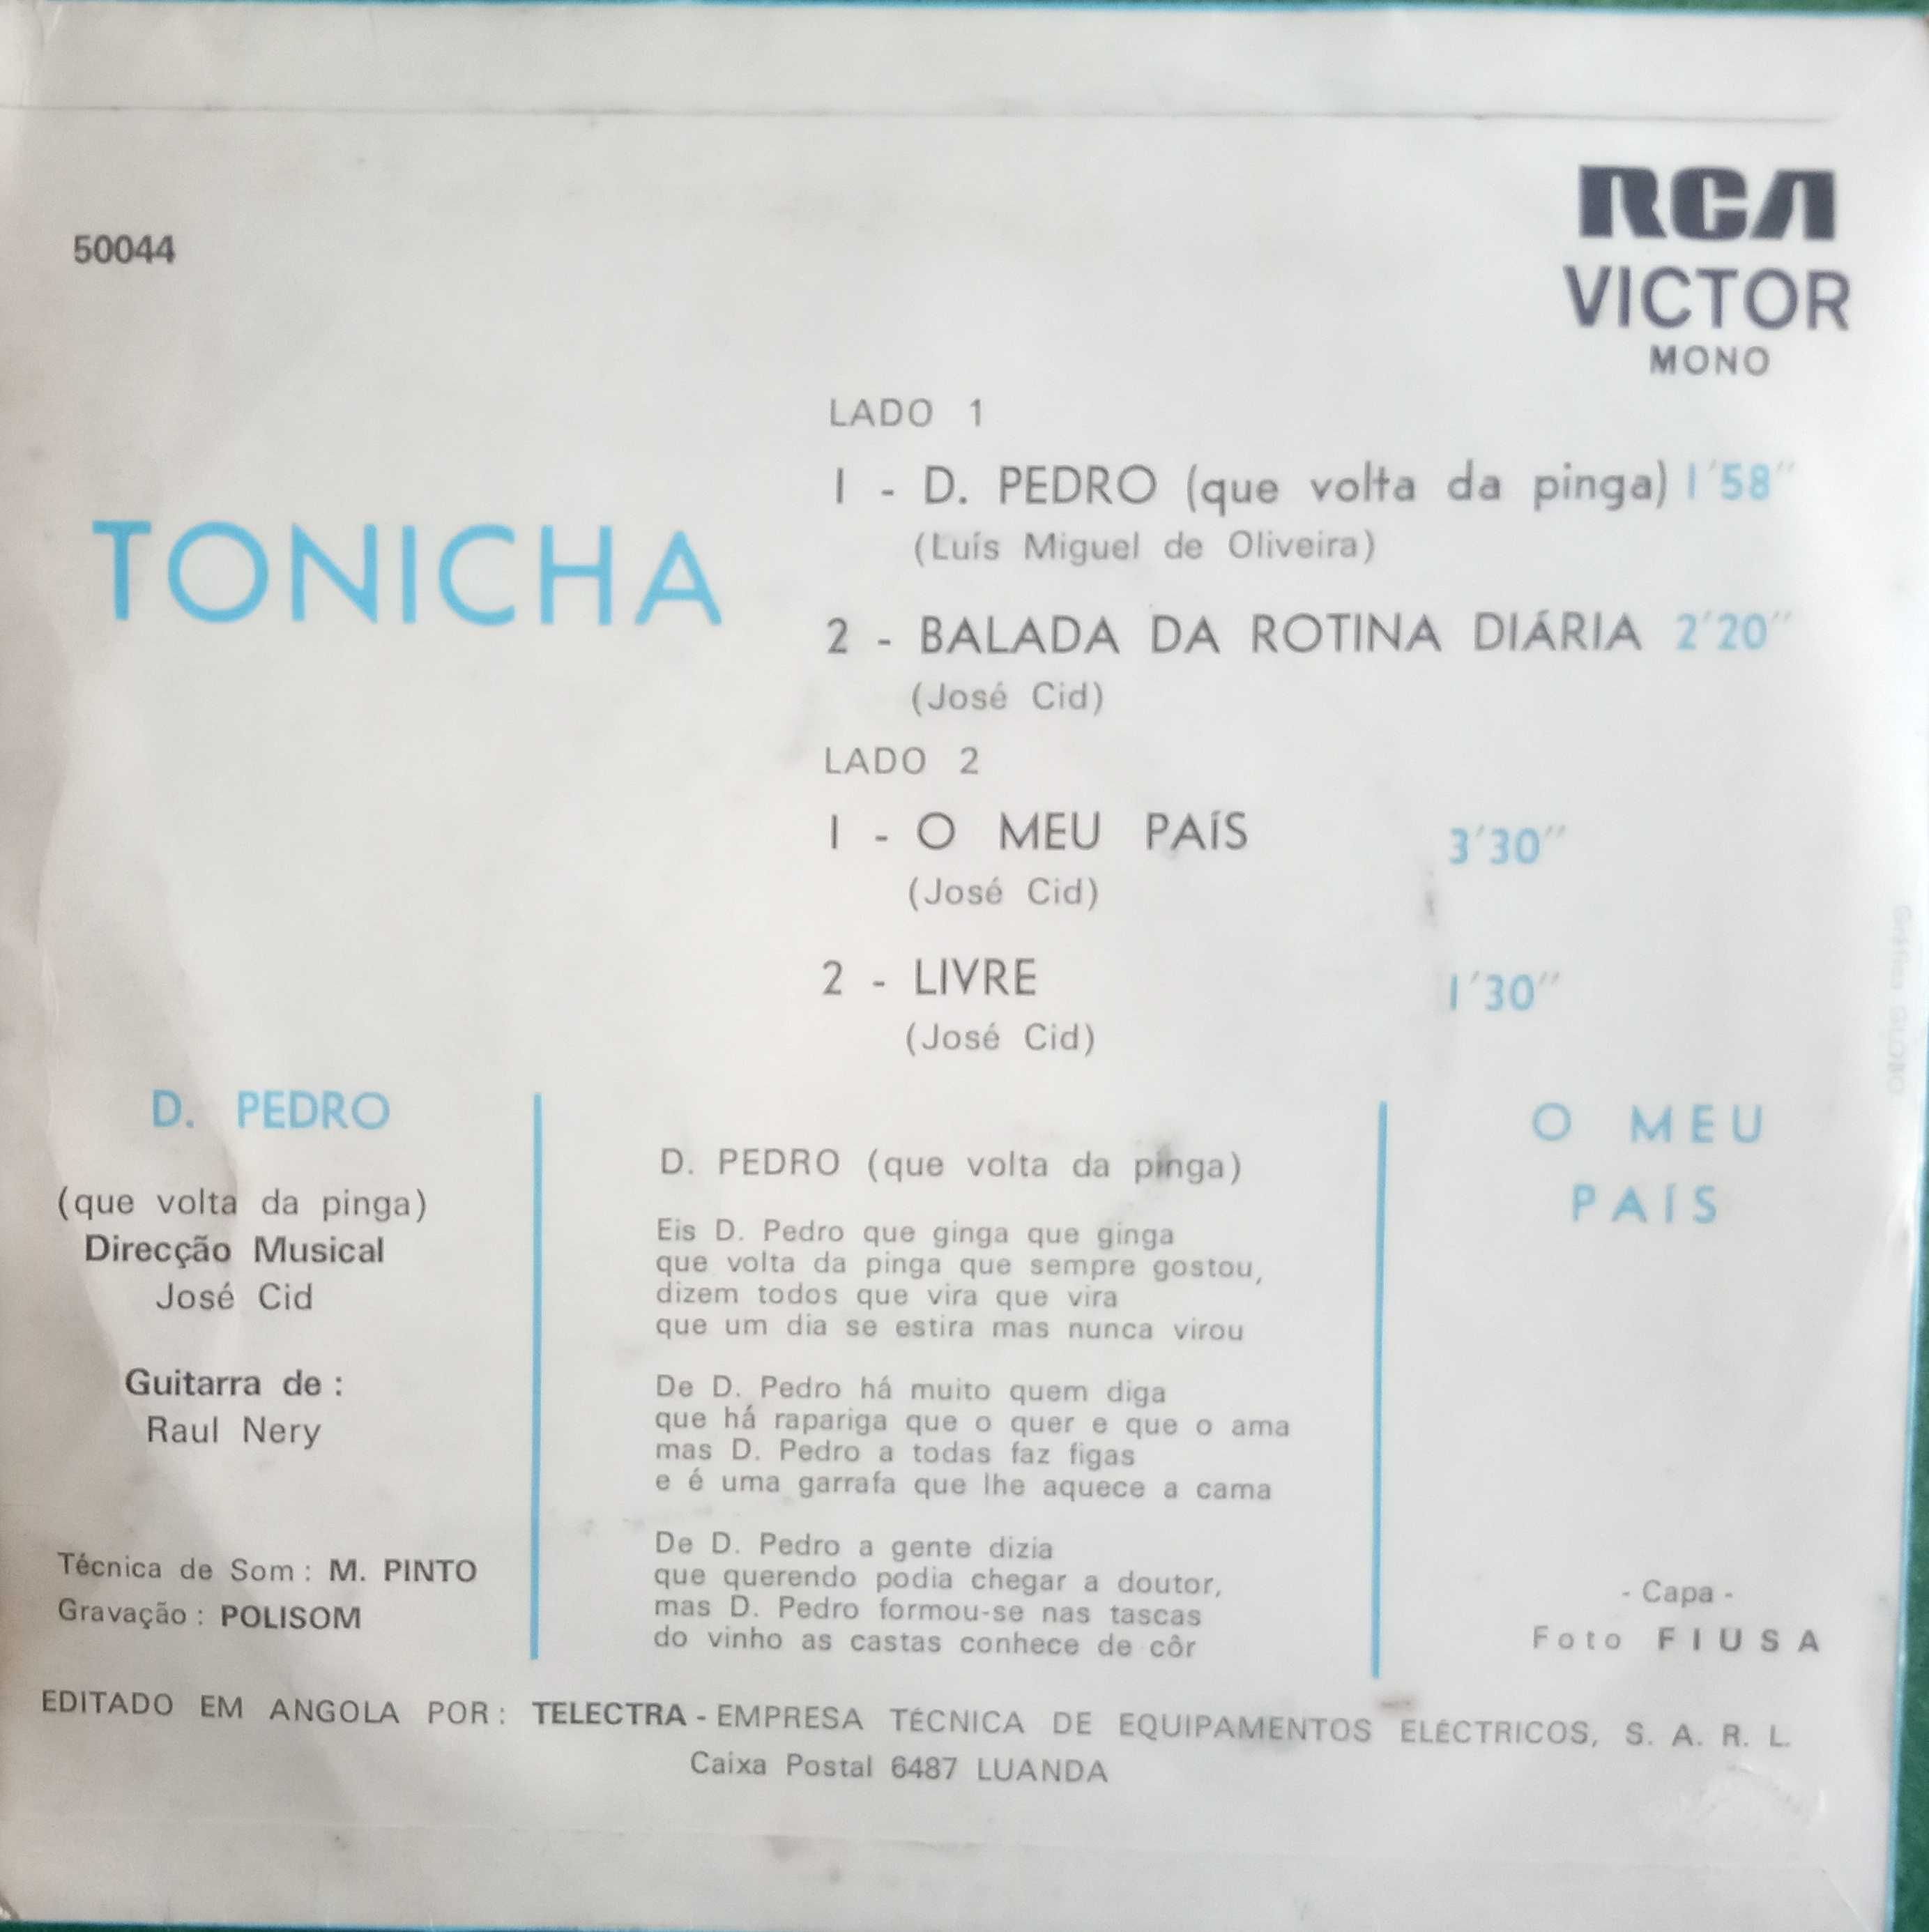 50044
RCA
VICTOR
MONO
TONICHA
LADO 1
1 - D. PEDRO (que volta da pinga) 1'58"
(Luís Miguel de Oliveira)
2 - BALADA DA ROTINA DIÁRIA 2'20"
(José Cid)
LADO 2
1 - O MEU PAÍS 3'30"
(José Cid)
2 - LIVRE 1'30"
(José Cid)
D. PEDRO
(que volta da pinga)
Direcção Musical
José Cid
Guitarra de :
Raul Nery
Técnica de Som : M. PINTO
Gravação : POLISOM
D. PEDRO (que volta da pinga)
Eis D. Pedro que ginga que ginga
que volta da pinga que sempre gostou,
dizem todos que vira que vira
que um dia se estira mas nunca virou
De D. Pedro há muito quem diga
que há rapariga que o quer e que o ama
mas D. Pedro a todas faz figas
e é uma garrafa que lhe aquece a cama
De D. Pedro a gente dizia
que querendo podia chegar a doutor,
mas D. Pedro formou-se nas tascas
do vinho as castas conhece de côr
O MEU
PAÍS
- Capa -
Foto FIUSA
EDITADO EM ANGOLA POR : TELECTRA - EMPRESA TÉCNICA DE EQUIPAMENTOS ELÉCTRICOS, S. A. R. L.
Caixa Postal 6487 LUANDA